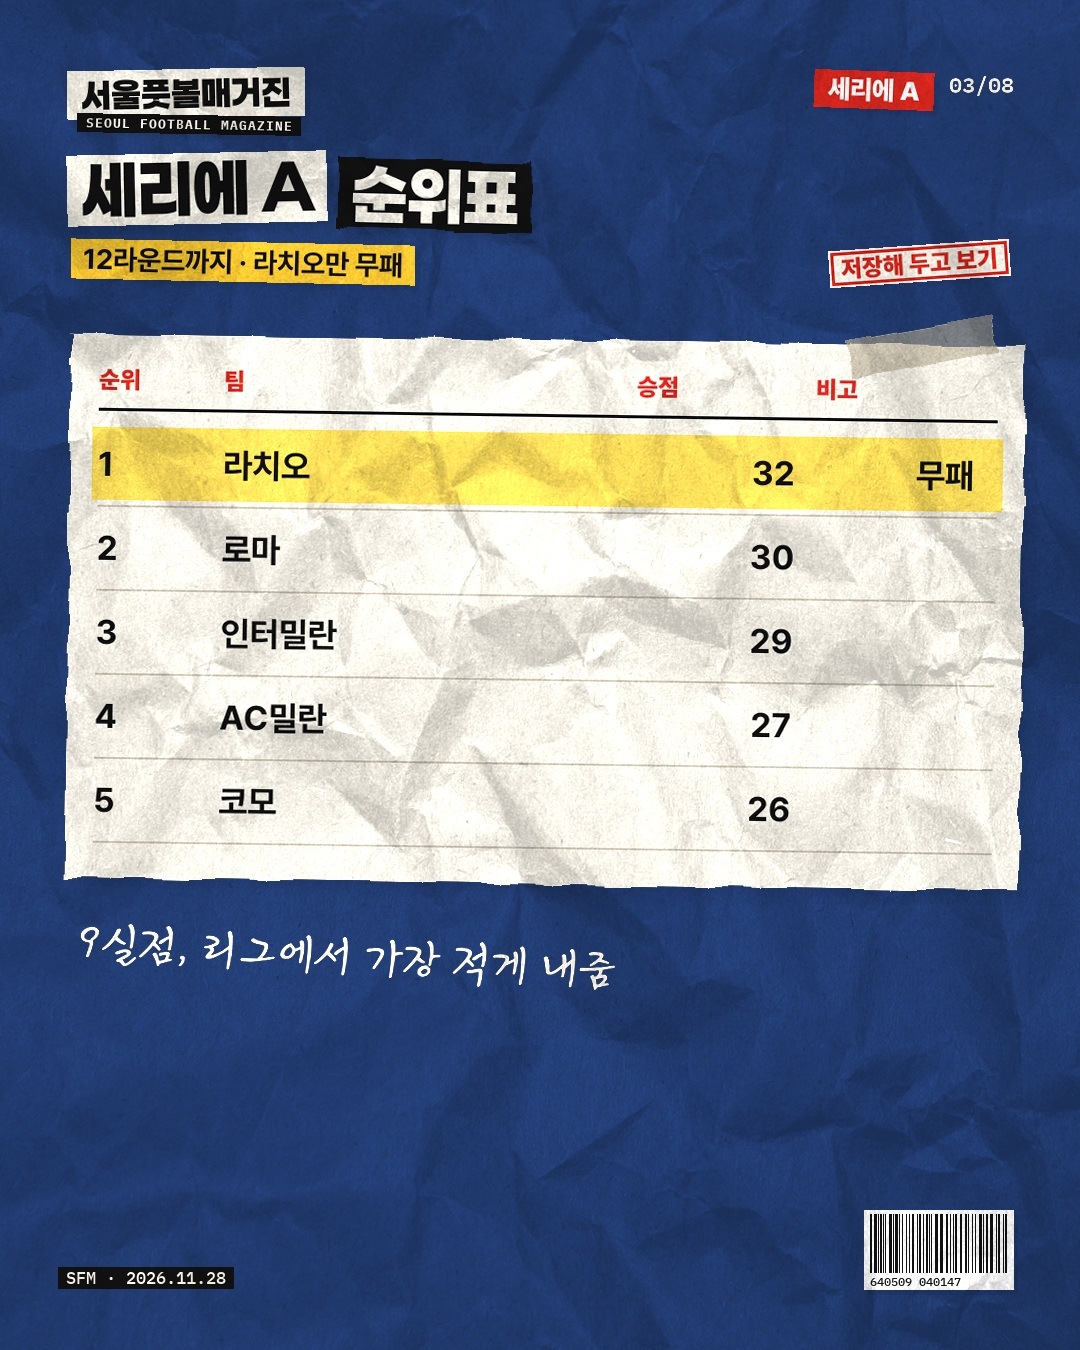 서울풋볼매거진
SEOUL FOOTBALL MAGAZINE
세리에 A 03/08
세리에 A 순위표
12라운드까지 · 라치오만 무패
저장해 두고 보기
순위 팀 승점 비고
1 라치오 32 무패
2 로마 30
3 인터밀란 29
4 AC밀란 27
5 코모 26
9실점, 리그에서 가장 적게 내줌
SFM · 2026.11.28
640509 040147